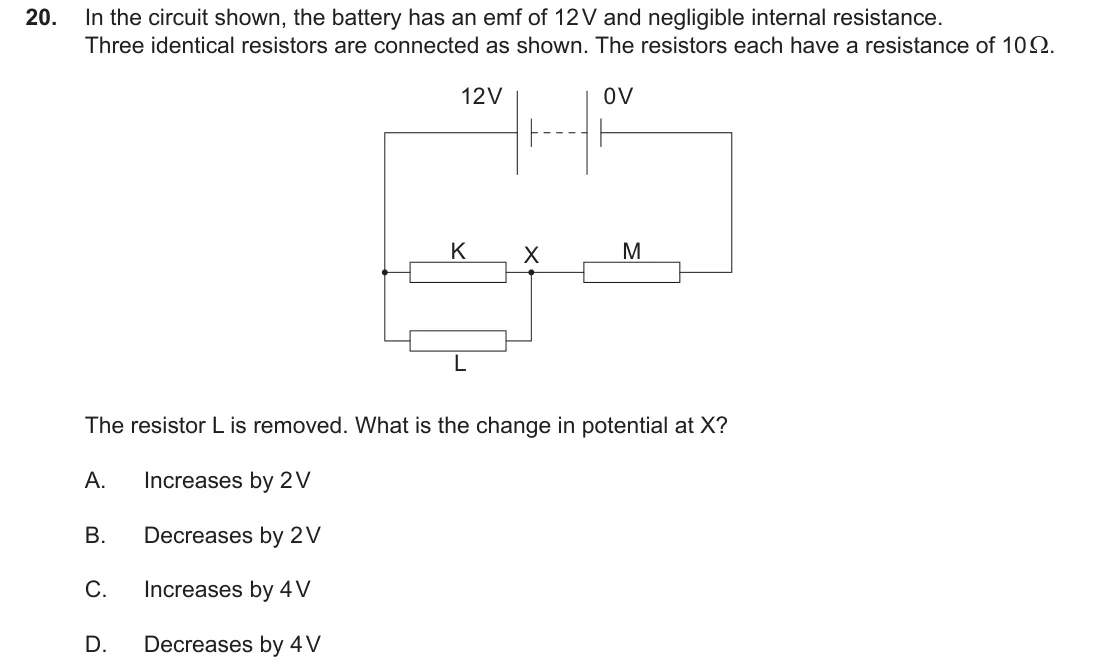 20. In the circuit shown, the battery has an emf of 12V and negligible internal resistance.
Three identical resistors are connected as shown. The resistors each have a resistance of 10Ω.
12V 0V
K X M
L
The resistor L is removed. What is the change in potential at X?
A. Increases by 2V
B. Decreases by 2V
C. Increases by 4V
D. Decreases by 4V